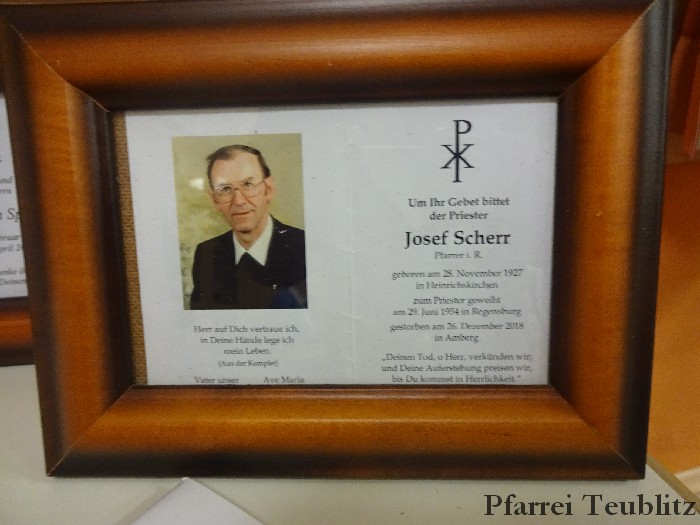 Herr auf Dich vertraue ich,
in Deine Hände lege ich
mein Leben.
(Aus der Komplet)
Vater unser Ave Maria
Um Ihr Gebet bittet
der Priester
Josef Scherr
Pfarrer i. R.
geboren am 28. November 1927
in Heinrichskirchen
zum Priester geweiht
am 29. Juni 1954 in Regensburg
gestorben am 26. Dezember 2018
in Amberg
„Deinen Tod, o Herr, verkünden wir;
und Deine Auferstehung preisen wir,
bis Du kommst in Herrlichkeit.“
Pfarrei Teublitz